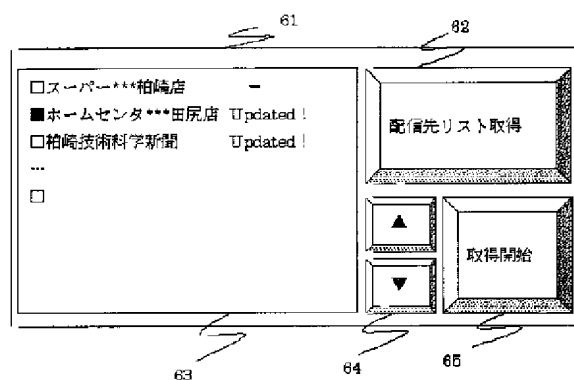 61
62
□スーパー***柏崎店 −
■ホームセンタ***田尻店 Updated!
□柏崎技術科学新聞 Updated!
…
□
配信先リスト取得
▲
▼
取得開始
63
64
65